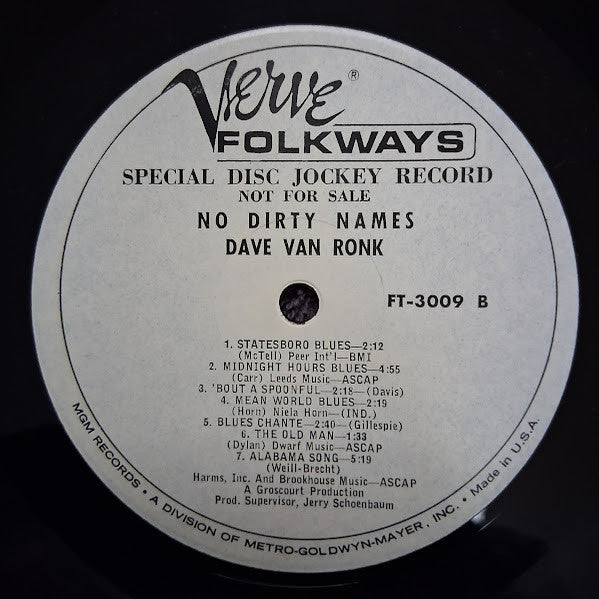 Verve®
FOLKWAYS
SPECIAL DISC JOCKEY RECORD
NOT FOR SALE
NO DIRTY NAMES
DAVE VAN RONK
FT-3009 B
1. STATESBORO BLUES—2:12
(McTell) Peer Int'l—BMI
2. MIDNIGHT HOURS BLUES—4:55
(Carr) Leeds Music—ASCAP
3. 'BOUT A SPOONFUL—2:18—(Davis)
4. MEAN WORLD BLUES—2:19
(Horn) Niela Horn—(IND.)
5. BLUES CHANTE—2:40—(Gillespie)
6. THE OLD MAN—1:33
(Dylan) Dwarf Music—ASCAP
7. ALABAMA SONG—5:19
(Weill-Brecht)
Harms, Inc. And Brookhouse Music—ASCAP
A Groscourt Production
Prod. Supervisor, Jerry Schoenbaum
MGM RECORDS • A DIVISION OF METRO-GOLDWYN-MAYER, INC. • Made in U.S.A.